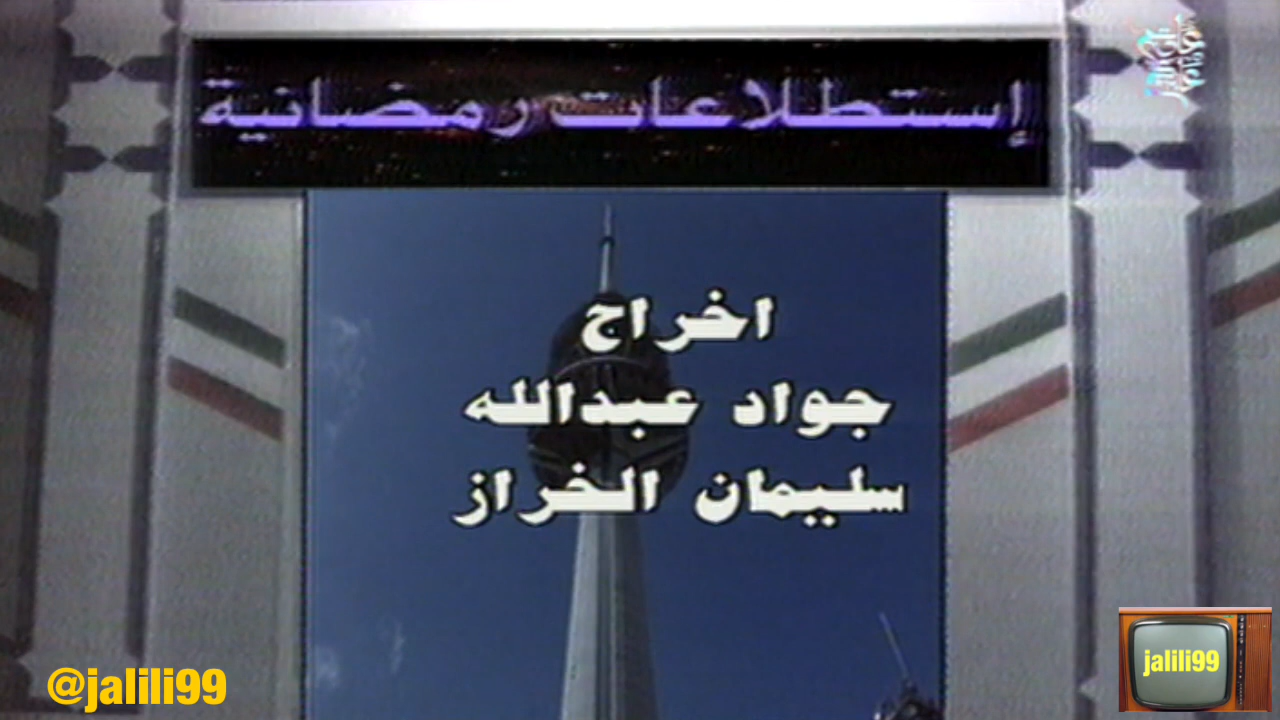 إستطلاعات رمضانية
اخراج
جواد عبدالله
سليمان الخراز
@jalili99
jalili99